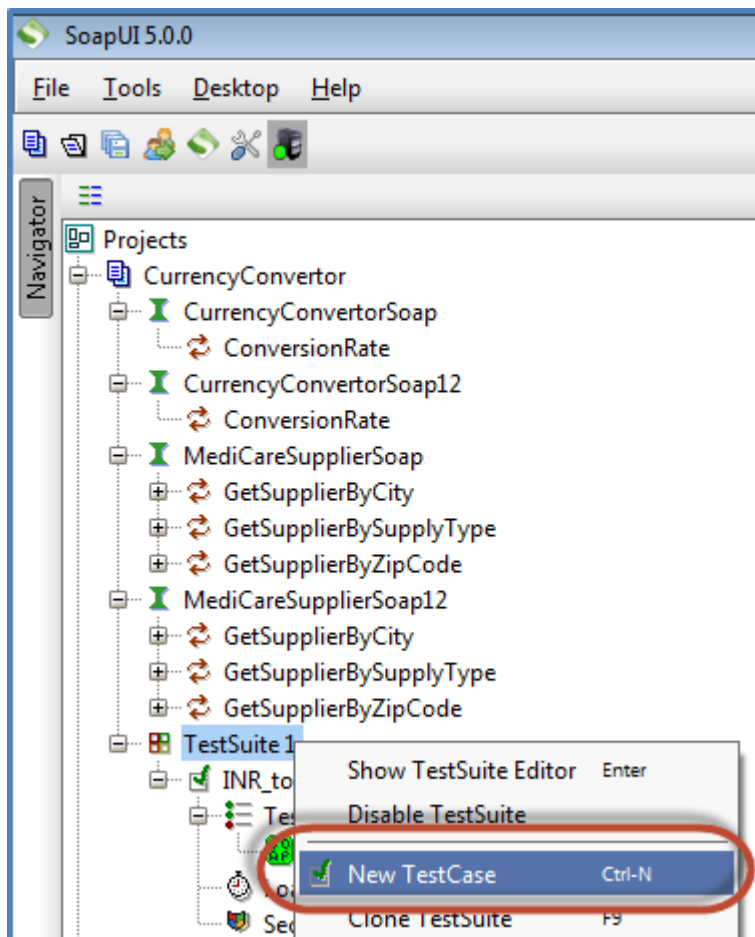 SoapUI 5.0.0
File Tools Desktop Help
Navigator
Projects
CurrencyConvertor
CurrencyConvertorSoap
ConversionRate
CurrencyConvertorSoap12
ConversionRate
MediCareSupplierSoap
GetSupplierByCity
GetSupplierBySupplyType
GetSupplierByZipCode
MediCareSupplierSoap12
GetSupplierByCity
GetSupplierBySupplyType
GetSupplierByZipCode
TestSuite 1
INR_to
Show TestSuite Editor Enter
Tes
Disable TestSuite
New TestCase Ctrl-N
Sec
Clone TestSuite F9